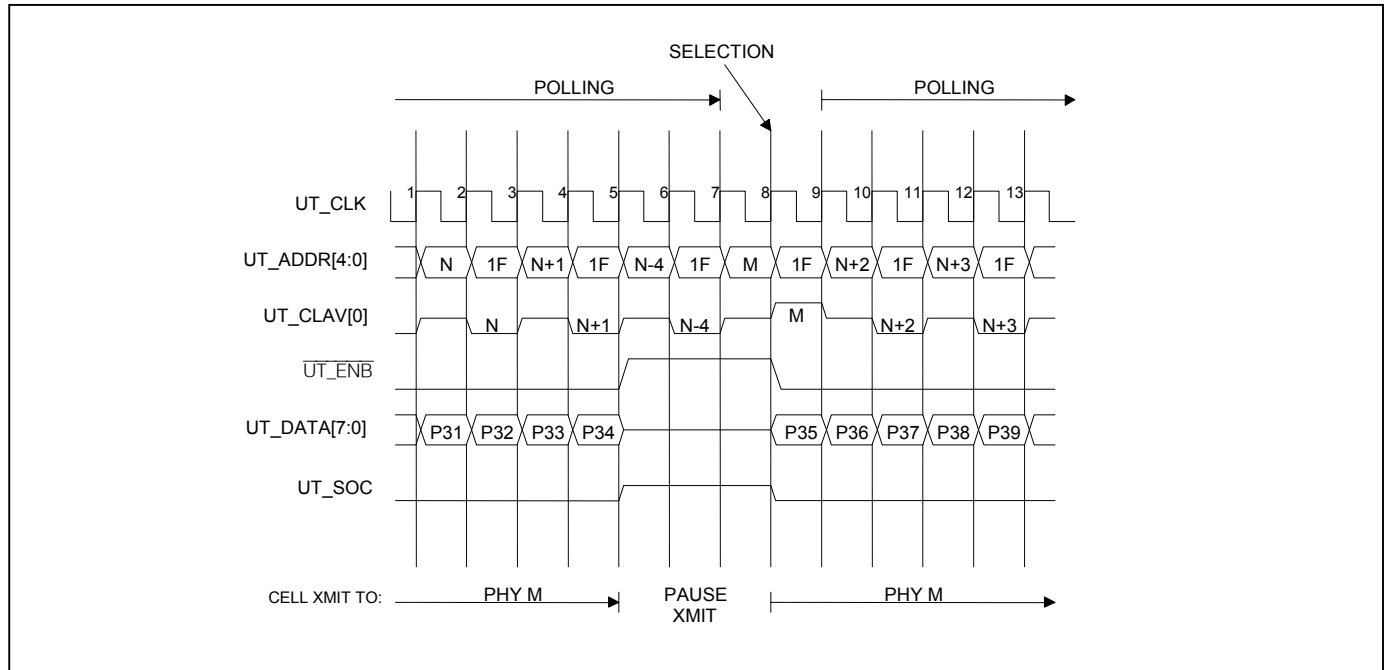 SELECTION
POLLING POLLING
UT_CLK 1 2 3 4 5 6 7 8 9 10 11 12 13
UT_ADDR[4:0] N 1F N+1 1F N-4 1F M 1F N+2 1F N+3 1F
UT_CLAV[0] N N+1 N-4 M N+2 N+3
UT_ENB
UT_DATA[7:0] P31 P32 P33 P34 P35 P36 P37 P38 P39
UT_SOC
CELL XMIT TO: PHY M PAUSE PHY M
XMIT